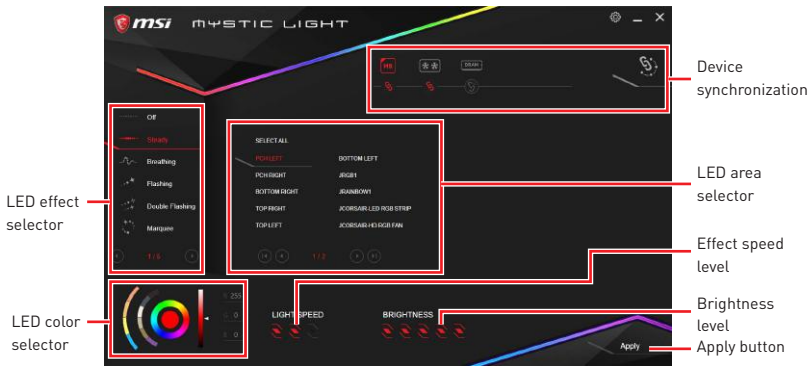 msi MYSTIC LIGHT
MB
DRAM
Device
synchronization
Off
Steady
Breathing
Flashing
Double Flashing
Marquee
1/5
SELECT ALL
PCH LEFT BOTTOM LEFT
PCH RIGHT JRGB1
BOTTOM RIGHT JRAINBOW1
TOP RIGHT JCORSAIR-LED RGB STRIP
TOP LEFT JCORSAIR-HD RGB FAN
1/2
LED effect
selector
LED area
selector
Effect speed
level
255
0
0
LIGHT SPEED
BRIGHTNESS
LED color
selector
Brightness
level
Apply
Apply button